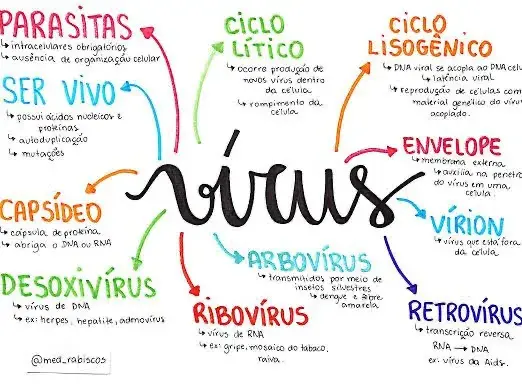 PARASITAS
↳ intracelulares obrigatórios
↳ ausência de organização celular
SER VIVO
↳ possui ácidos nucleicos e
proteínas
↳ autoduplicação
↳ mutações
CAPSÍDEO
↳ cápsula de proteína
↳ abriga o DNA ou RNA
DESOXIVÍRUS
↳ vírus de DNA
↳ ex: herpes, hepatite, adenovírus
@med_rabiscos
CICLO
LÍTICO
↳ ocorre produção de
novos vírus dentro
da célula
↳ rompimento da
célula
vírus
ARBOVÍRUS
↳ transmitidos por meio de
insetos silvestres
↳ dengue e febre
amarela
RIBOVÍRUS
↳ vírus de RNA
↳ ex: gripe, mosaico do tabaco,
raiva.
CICLO
LISOGÊNICO
↳ DNA viral se acopla ao DNA cel
↳ latência viral
↳ reprodução de células com
material genético do víru
acoplado.
ENVELOPE
↳ membrana externa
↳ auxilia na penetra
do vírus em uma
célula.
VÍRION
↳ vírus que está fora
da célula
RETROVÍRUS
↳ transcrição reversa
RNA → DNA
ex: vírus da Aids.